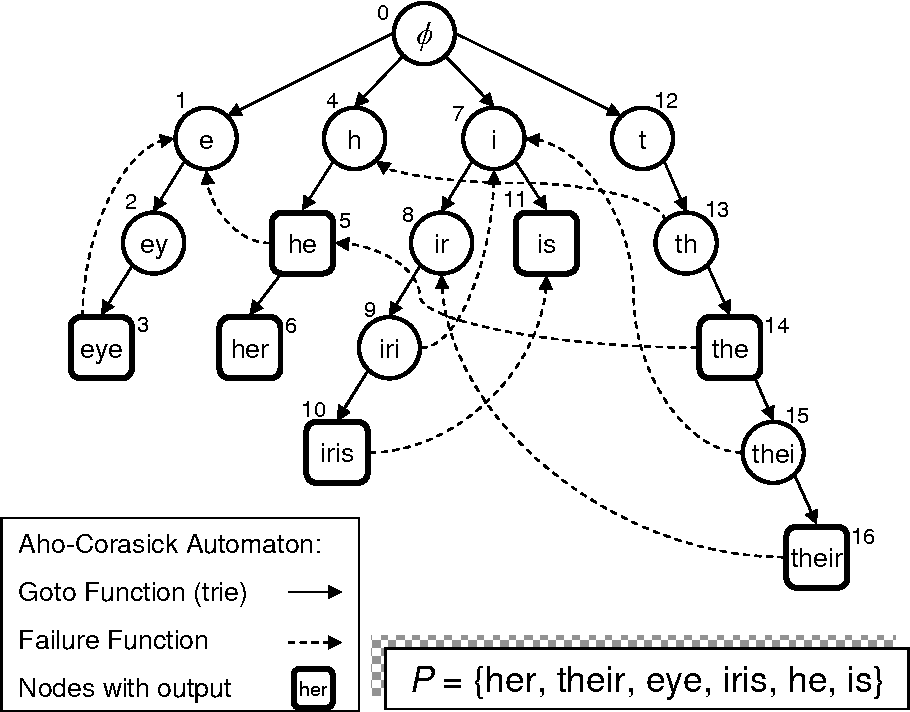 0
ϕ
1
4
7
12
e
h
i
t
2
5
8
11
13
ey
he
ir
is
th
3
6
9
14
eye
her
iri
the
10
15
iris
thei
16
their
Aho-Corasick Automaton:
Goto Function (trie)
Failure Function
Nodes with output her
P = {her, their, eye, iris, he, is}